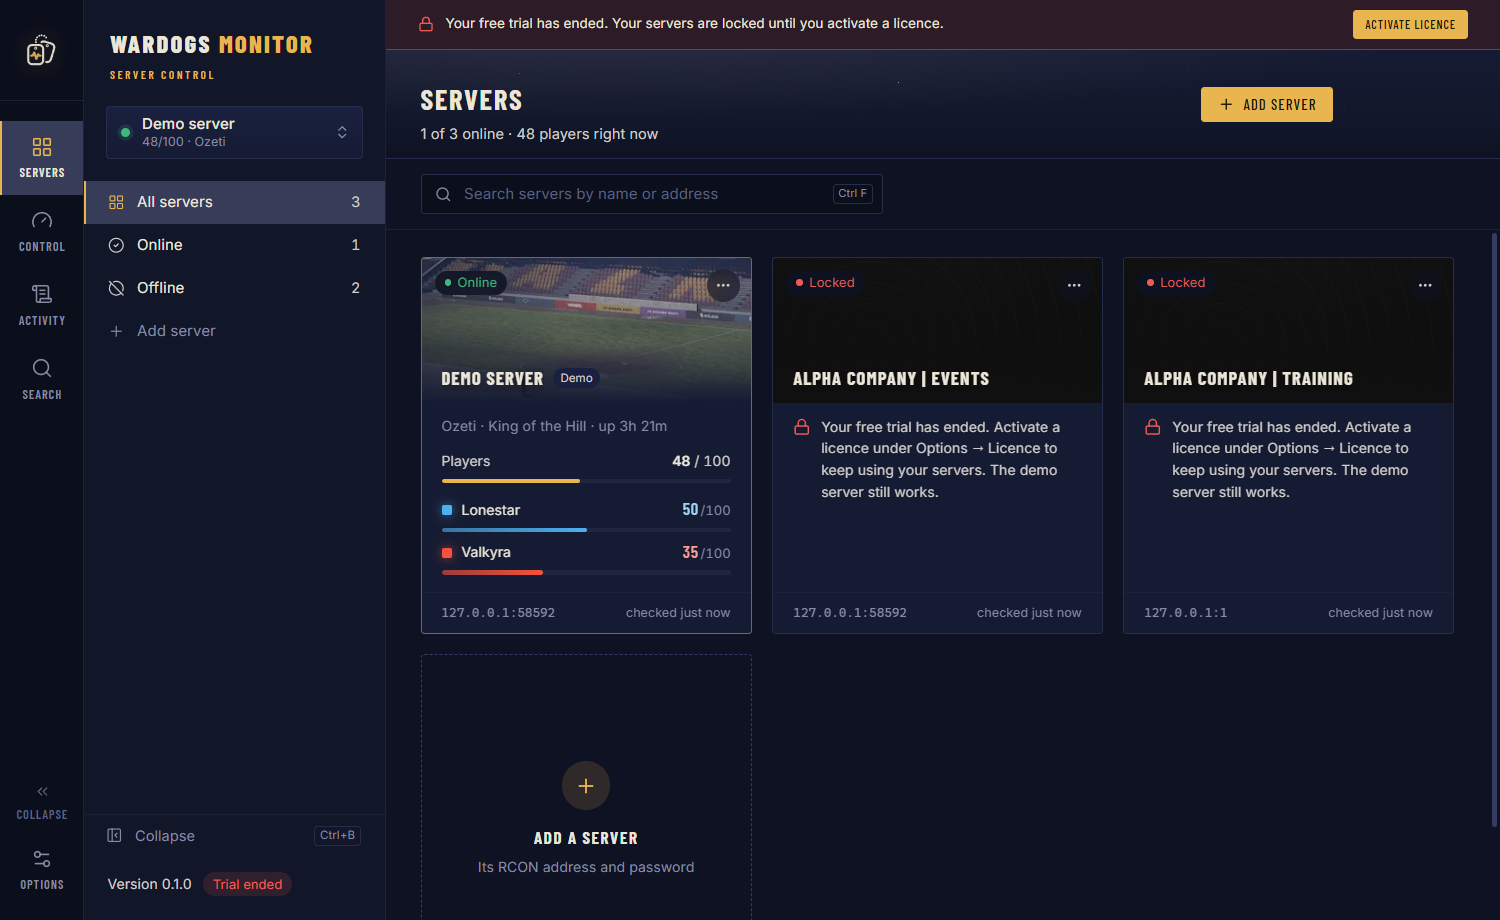 Your free trial has ended. Your servers are locked until you activate a licence.
ACTIVATE LICENCE
WARDOGS MONITOR
SERVER CONTROL
Demo server
48/100 · Ozeti
SERVERS
CONTROL
ACTIVITY
SEARCH
COLLAPSE
OPTIONS
All servers 3
Online 1
Offline 2
Add server
Collapse Ctrl+B
Version 0.1.0 Trial ended
SERVERS
1 of 3 online · 48 players right now
ADD SERVER
Search servers by name or address Ctrl F
Online
DEMO SERVER Demo
Ozeti · King of the Hill · up 3h 21m
Players 48 / 100
Lonestar 50/100
Valkyra 35/100
127.0.0.1:58592 checked just now
Locked
ALPHA COMPANY | EVENTS
Your free trial has ended. Activate a
licence under Options → Licence to
keep using your servers. The demo
server still works.
127.0.0.1:58592 checked just now
Locked
ALPHA COMPANY | TRAINING
Your free trial has ended. Activate a
licence under Options → Licence to
keep using your servers. The demo
server still works.
127.0.0.1:1 checked just now
ADD A SERVER
Its RCON address and password